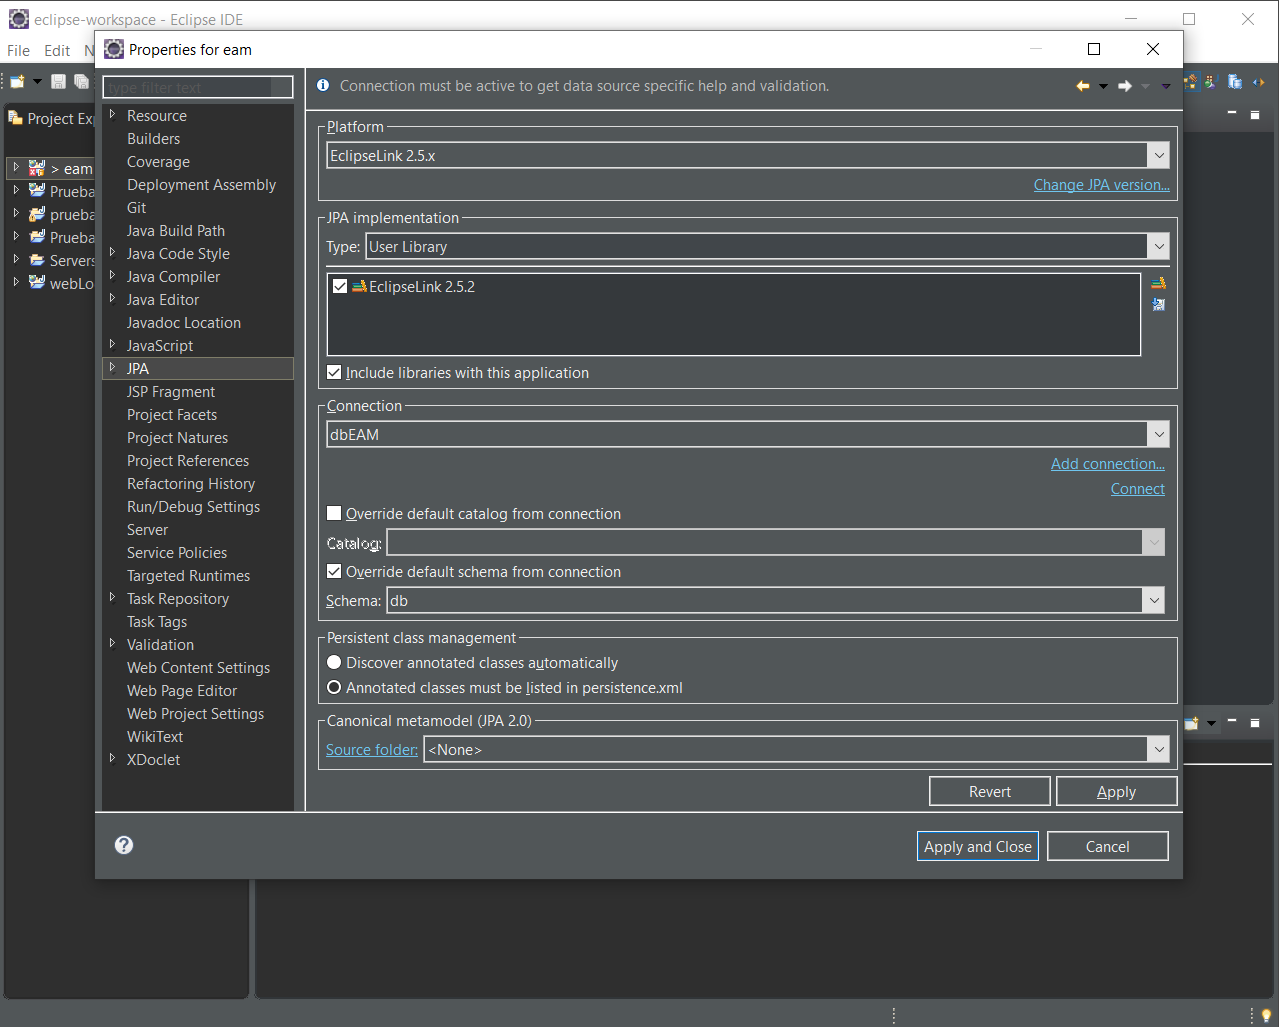 eclipse-workspace - Eclipse IDE
File Edit N
Properties for eam
type filter text
Connection must be active to get data source specific help and validation.
Project Ex
> eam
Prueba
prueba
Prueba
Servers
webLo
Resource
Builders
Coverage
Deployment Assembly
Git
Java Build Path
Java Code Style
Java Compiler
Java Editor
Javadoc Location
JavaScript
JPA
JSP Fragment
Project Facets
Project Natures
Project References
Refactoring History
Run/Debug Settings
Server
Service Policies
Targeted Runtimes
Task Repository
Task Tags
Validation
Web Content Settings
Web Page Editor
Web Project Settings
WikiText
XDoclet
Platform
EclipseLink 2.5.x
Change JPA version...
JPA implementation
Type: User Library
EclipseLink 2.5.2
Include libraries with this application
Connection
dbEAM
Add connection...
Connect
Override default catalog from connection
Catalog:
Override default schema from connection
Schema: db
Persistent class management
Discover annotated classes automatically
Annotated classes must be listed in persistence.xml
Canonical metamodel (JPA 2.0)
Source folder: <None>
Revert Apply
Apply and Close Cancel